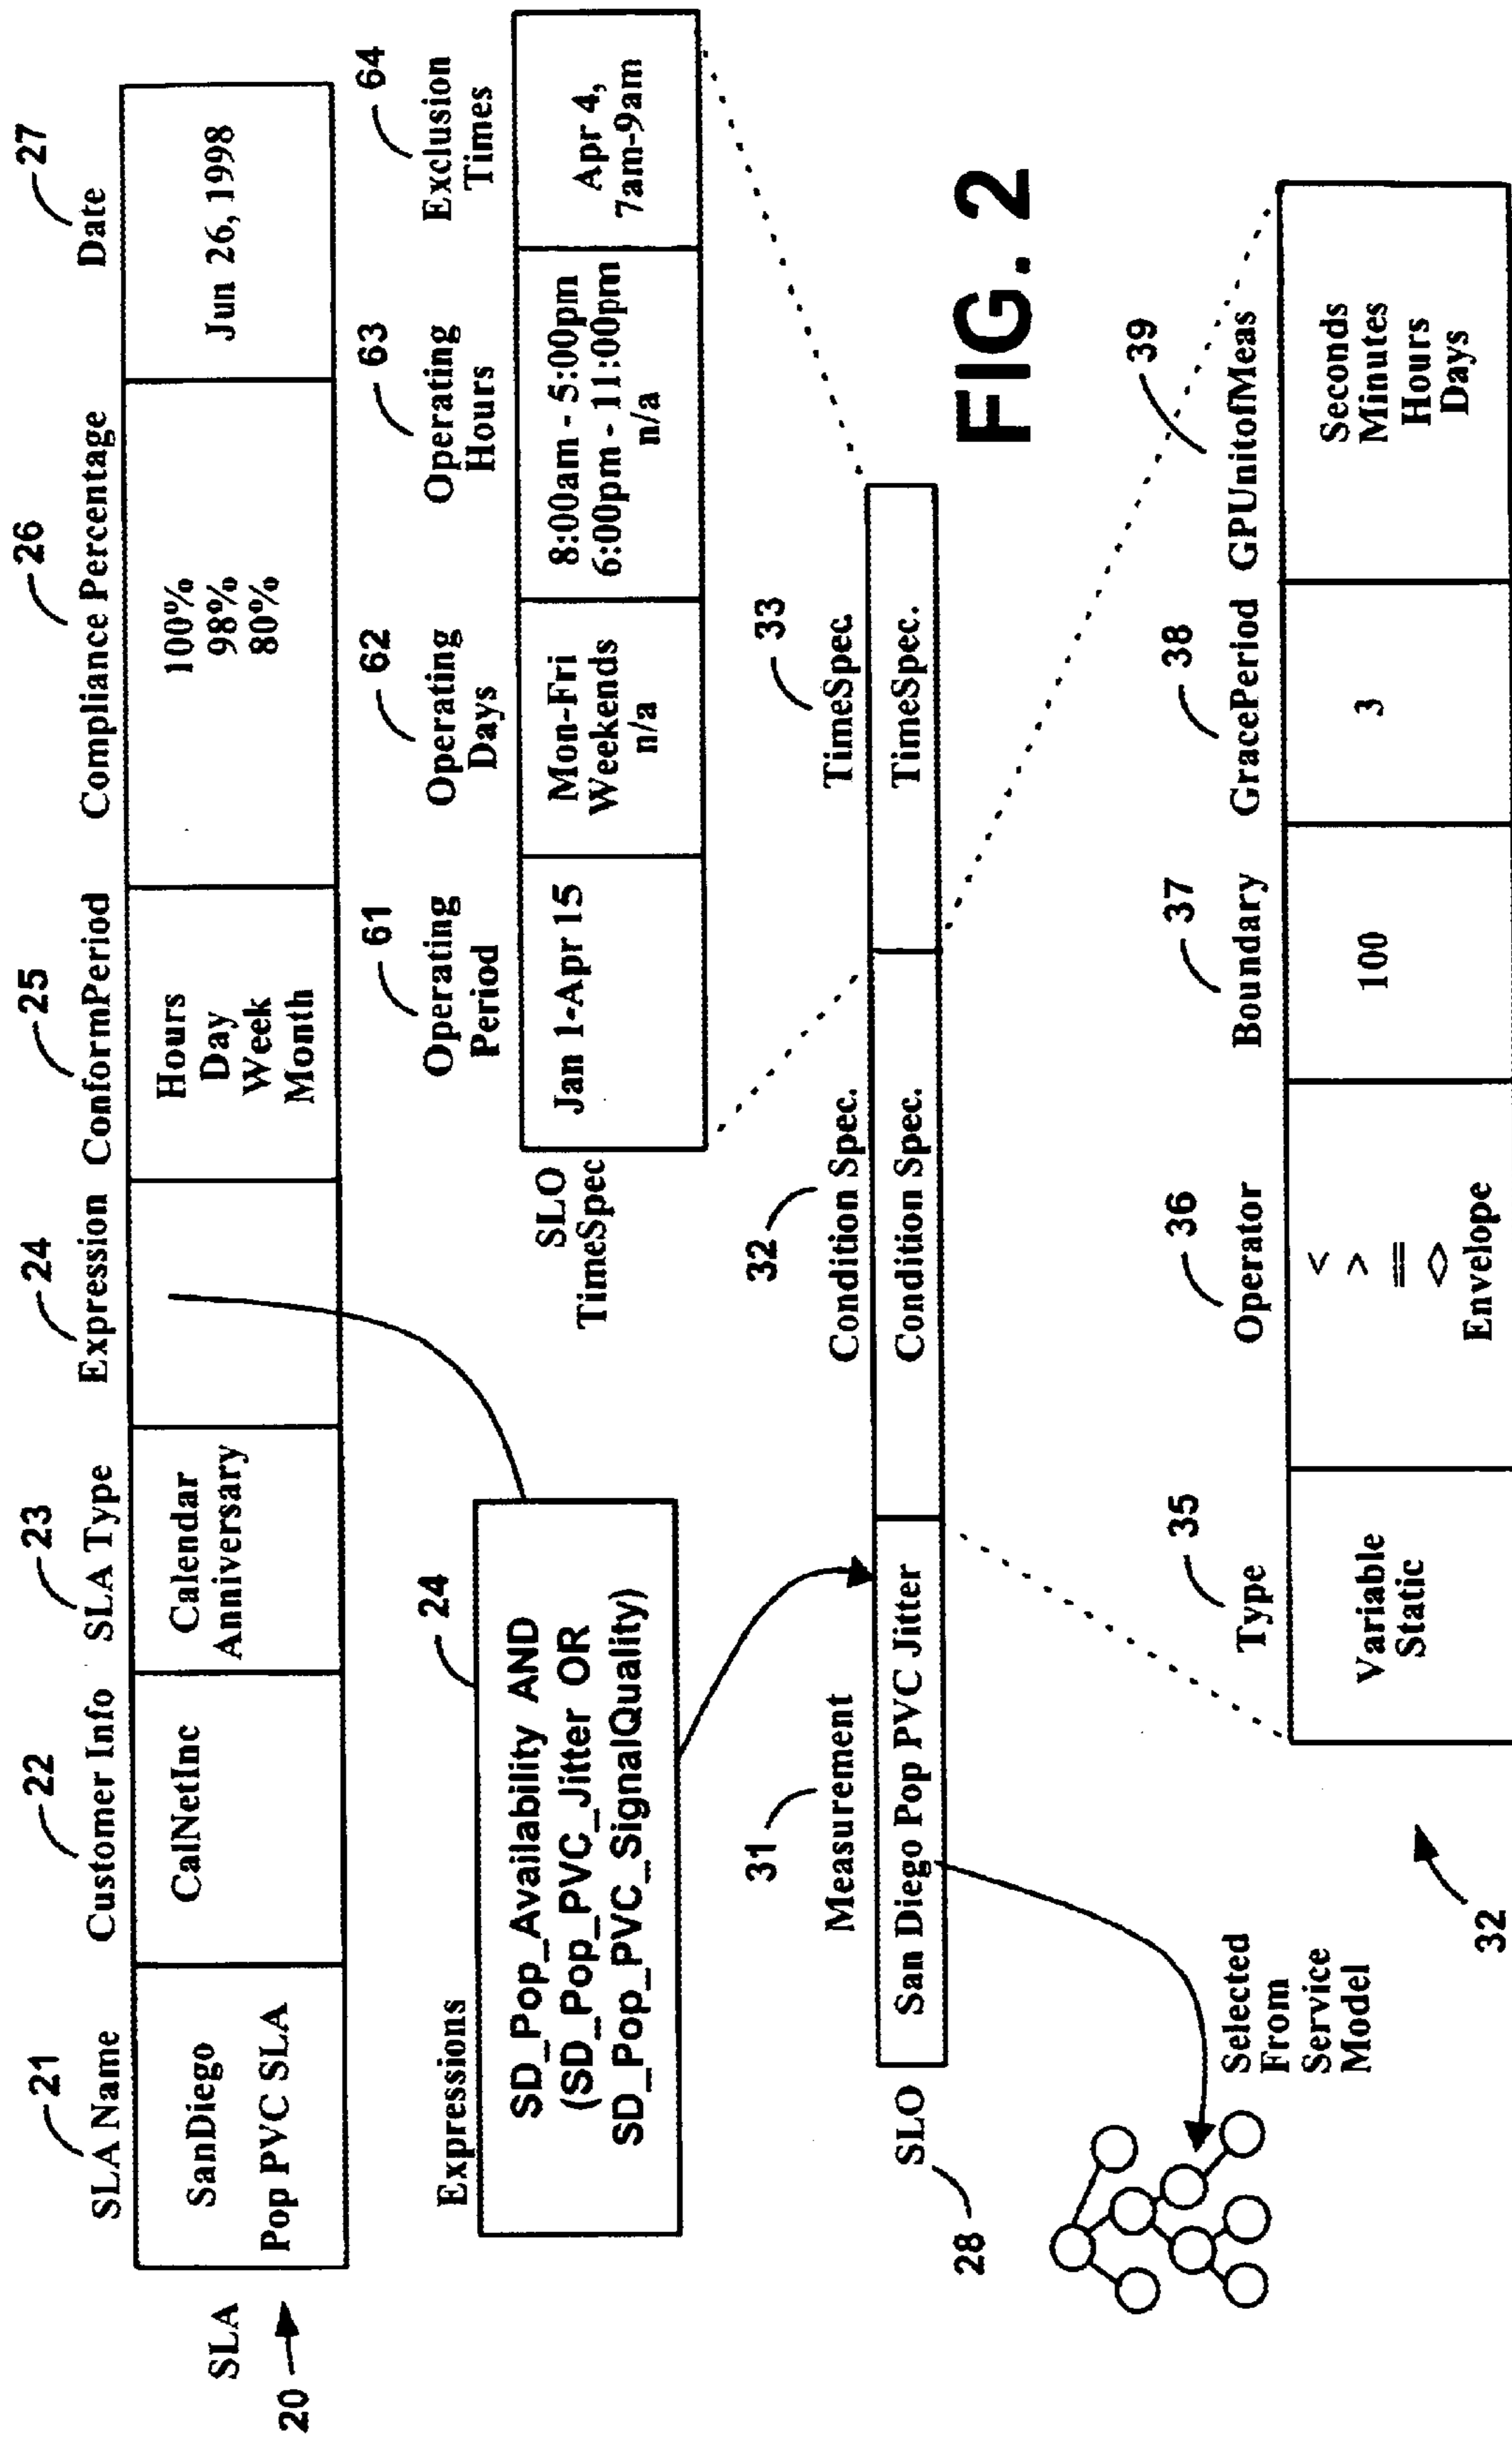 21
22
23
24
25
26
27
SLA Name
Customer Info
SLA Type
Expression
ConformPeriod
Compliance Percentage
Date
SLA
20
SanDiego
Pop PVC SLA
CalNetInc
Calendar
Anniversary
Hours
Day
Week
Month
100%
98%
80%
Jun 26, 1998
Expressions
24
SD_Pop_Availability AND
(SD_Pop_PVC_Jitter OR
SD_Pop_PVC_SignalQuality)
61
62
63
64
Operating
Period
Operating
Days
Operating
Hours
Exclusion
Times
SLO
TimeSpec
Jan 1-Apr 15
Mon-Fri
Weekends
n/a
8:00am - 5:00pm
6:00pm - 11:00pm
n/a
Apr 4,
7am-9am
31
32
33
Measurement
Condition Spec.
TimeSpec
SLO
28
San Diego Pop PVC Jitter
Condition Spec.
TimeSpec.
FIG. 2
Selected
From
Service
Model
35
36
37
38
39
Type
Operator
Boundary
GracePeriod
GPUnitofMeas
32
Variable
Static
<
>
==
<>
Envelope
100
3
Seconds
Minutes
Hours
Days